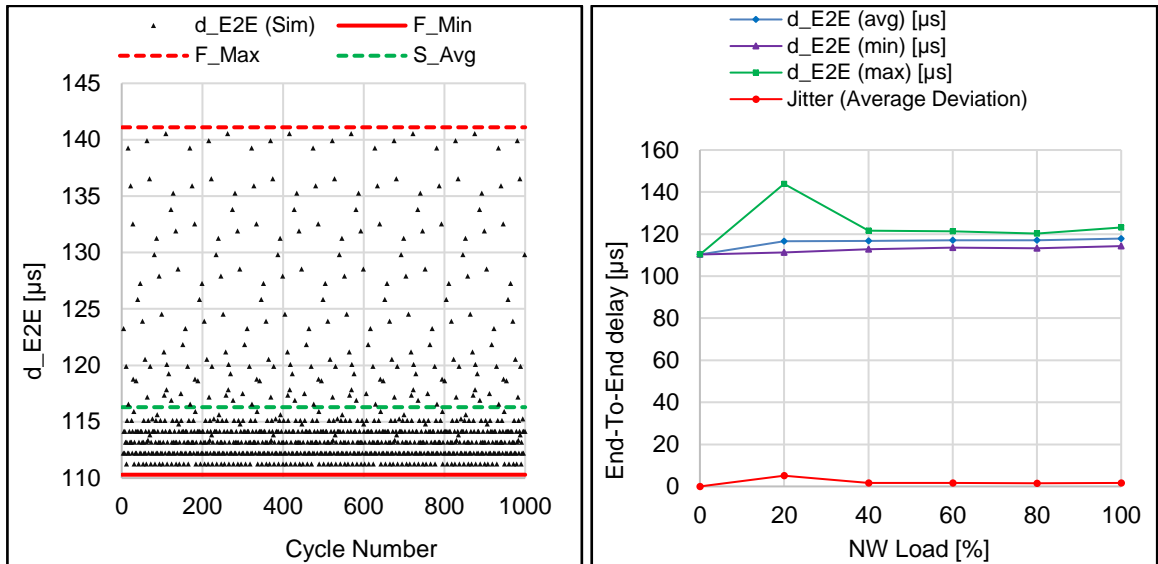 d_E2E (Sim) F_Min
F_Max S_Avg
145
140
135
130
125
120
115
110
d_E2E [µs]
0 200 400 600 800 1000
Cycle Number
d_E2E (avg) [µs]
d_E2E (min) [µs]
d_E2E (max) [µs]
Jitter (Average Deviation)
160
140
120
100
80
60
40
20
0
End-To-End delay [µs]
0 20 40 60 80 100
NW Load [%]